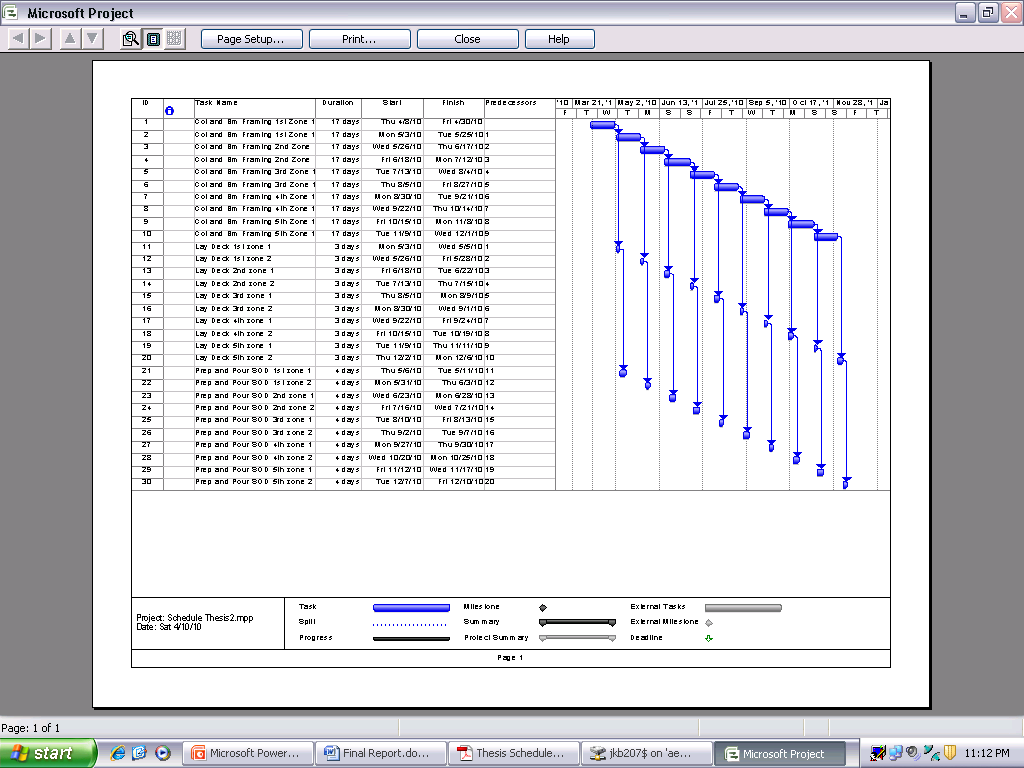 Microsoft Project
Page Setup... Print... Close Help
ID Task Name Duration Start Finish Predecessors '10 Mar 21, '1 May 2, '10 Jun 13, '1 Jul 25, '10 Sep 5, '10 Oct 17, '1 Nov 28, '1 Ja
F T W T M F T S W S T M F T S
1 Col and Bm Framing 1st Zone 1 17 days Thu 4/8/10 Fri 4/30/10
2 Col and Bm Framing 1st Zone 1 17 days Mon 5/3/10 Tue 5/25/10 1
3 Col and Bm Framing 2nd Zone 17 days Wed 5/26/10 Thu 6/17/10 2
4 Col and Bm Framing 2nd Zone 17 days Fri 6/18/10 Mon 7/12/10 3
5 Col and Bm Framing 3rd Zone 1 17 days Tue 7/13/10 Wed 8/4/10 4
6 Col and Bm Framing 3rd Zone 1 17 days Thu 8/5/10 Fri 8/27/10 5
7 Col and Bm Framing 4th Zone 1 17 days Mon 8/30/10 Tue 9/21/10 6
8 Col and Bm Framing 4th Zone 1 17 days Wed 9/22/10 Thu 10/14/10 7
9 Col and Bm Framing 5th Zone 1 17 days Fri 10/15/10 Mon 11/8/10 8
10 Col and Bm Framing 5th Zone 1 17 days Tue 11/9/10 Wed 12/1/10 9
11 Lay Deck 1st zone 1 3 days Mon 5/3/10 Wed 5/5/10 1
12 Lay Deck 1st zone 2 3 days Wed 5/26/10 Fri 5/28/10 2
13 Lay Deck 2nd zone 1 3 days Fri 6/18/10 Tue 6/22/10 3
14 Lay Deck 2nd zone 2 3 days Tue 7/13/10 Thu 7/15/10 4
15 Lay Deck 3rd zone 1 3 days Thu 8/5/10 Mon 8/9/10 5
16 Lay Deck 3rd zone 2 3 days Mon 8/30/10 Wed 9/1/10 6
17 Lay Deck 4th zone 1 3 days Wed 9/22/10 Fri 9/24/10 7
18 Lay Deck 4th zone 2 3 days Fri 10/15/10 Tue 10/19/10 8
19 Lay Deck 5th zone 1 3 days Tue 11/9/10 Thu 11/11/10 9
20 Lay Deck 5th zone 2 3 days Thu 12/2/10 Mon 12/6/10 10
21 Prep and Pour SOD 1st zone 1 4 days Thu 5/6/10 Tue 5/11/10 11
22 Prep and Pour SOD 1st zone 2 4 days Mon 5/31/10 Thu 6/3/10 12
23 Prep and Pour SOD 2nd zone 1 4 days Wed 6/23/10 Mon 6/28/10 13
24 Prep and Pour SOD 2nd zone 2 4 days Fri 7/16/10 Wed 7/21/10 14
25 Prep and Pour SOD 3rd zone 1 4 days Tue 8/10/10 Fri 8/13/10 15
26 Prep and Pour SOD 3rd zone 2 4 days Thu 9/2/10 Tue 9/7/10 16
27 Prep and Pour SOD 4th zone 1 4 days Mon 9/27/10 Thu 9/30/10 17
28 Prep and Pour SOD 4th zone 2 4 days Wed 10/20/10 Mon 10/25/10 18
29 Prep and Pour SOD 5th zone 1 4 days Fri 11/12/10 Wed 11/17/10 19
30 Prep and Pour SOD 5th zone 2 4 days Tue 12/7/10 Fri 12/10/10 20
Project: Schedule Thesis2.mpp
Date: Sat 4/10/10
Task Milestone External Tasks
Split Summary External Milestone
Progress Project Summary Deadline
Page 1
Page: 1 of 1
start Microsoft Power... Final Report.do... Thesis Schedule... jkb207$ on 'ae... Microsoft Project 11:12 PM